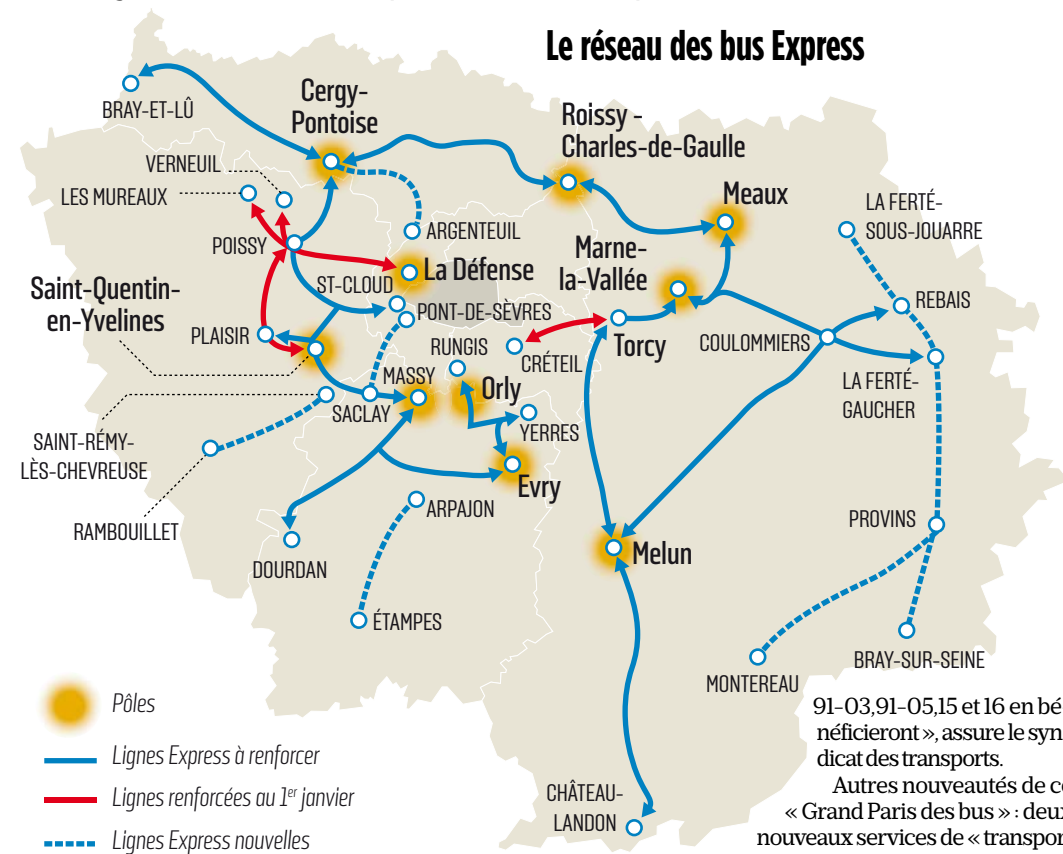 Le réseau des bus Express
BRAY-ET-LÛ
Cergy-
Pontoise
Roissy -
Charles-de-Gaulle
VERNEUIL
LES MUREAUX
Meaux
LA FERTÉ-
SOUS-JOUARRE
POISSY
ARGENTEUIL
Marne-
la-Vallée
La Défense
ST-CLOUD
Saint-Quentin-
en-Yvelines
PONT-DE-SÈVRES
REBAIS
PLAISIR
RUNGIS
CRÉTEIL
Torcy
COULOMMIERS
MASSY
Orly
LA FERTÉ-
GAUCHER
SACLAY
YERRES
SAINT-RÉMY-
LÈS-CHEVREUSE
Evry
ARPAJON
RAMBOUILLET
PROVINS
DOURDAN
Melun
ÉTAMPES
BRAY-SUR-SEINE
MONTEREAU
CHÂTEAU-
LANDON
Pôles
Lignes Express à renforcer
Lignes renforcées au 1er janvier
Lignes Express nouvelles
91-03,91-05,15 et 16 en bé
néficieront », assure le syn
dicat des transports.
Autres nouveautés de c
« Grand Paris des bus » : deux
nouveaux services de « transpor